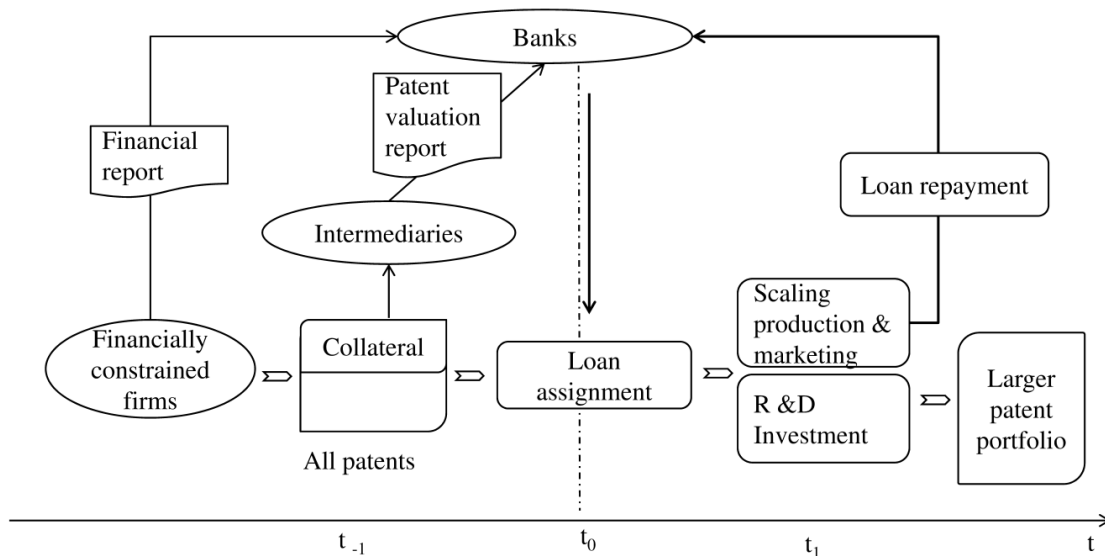 Banks
Patent
valuation
report
Financial
report
Loan repayment
Intermediaries
Scaling
production &
marketing
Financially
constrained
firms
Collateral
Loan
assignment
Larger
patent
portfolio
R &D
Investment
All patents
t -1
t0
t1
t